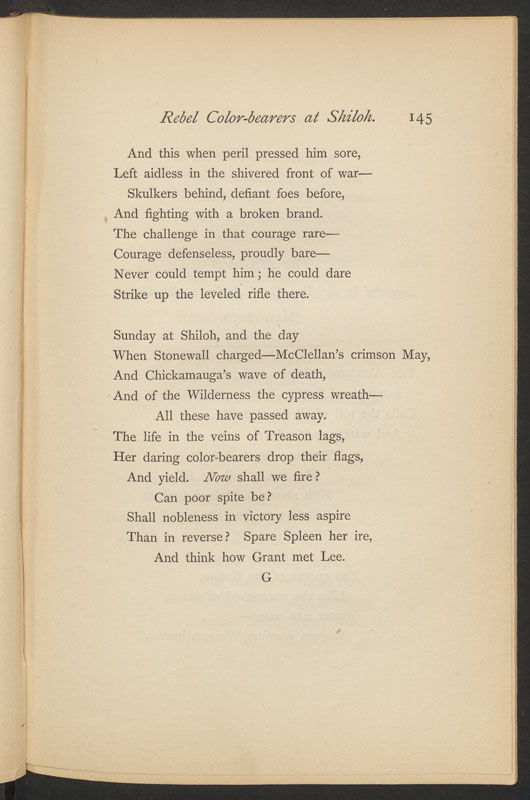 Rebel Color-bearers at Shiloh. 145
And this when peril pressed him sore,
Left aidless in the shivered front of war—
Skulkers behind, defiant foes before,
And fighting with a broken brand.
The challenge in that courage rare—
Courage defenseless, proudly bare—
Never could tempt him; he could dare
Strike up the leveled rifle there.

Sunday at Shiloh, and the day
When Stonewall charged—McClellan's crimson May,
And Chickamauga's wave of death,
And of the Wilderness the cypress wreath—
All these have passed away.
The life in the veins of Treason lags,
Her daring color-bearers drop their flags,
And yield. Now shall we fire?
Can poor spite be?
Shall nobleness in victory less aspire
Than in reverse? Spare Spleen her ire,
And think how Grant met Lee.
G